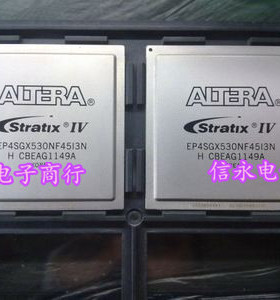 ALTERA®
Stratix® IV
EP4SGX530NF45I3N
H CBEAG1149A
电子商行
ALTERA®
Stratix® IV
EP4SGX530NF45I3N
H CBEAG1149A
信永电